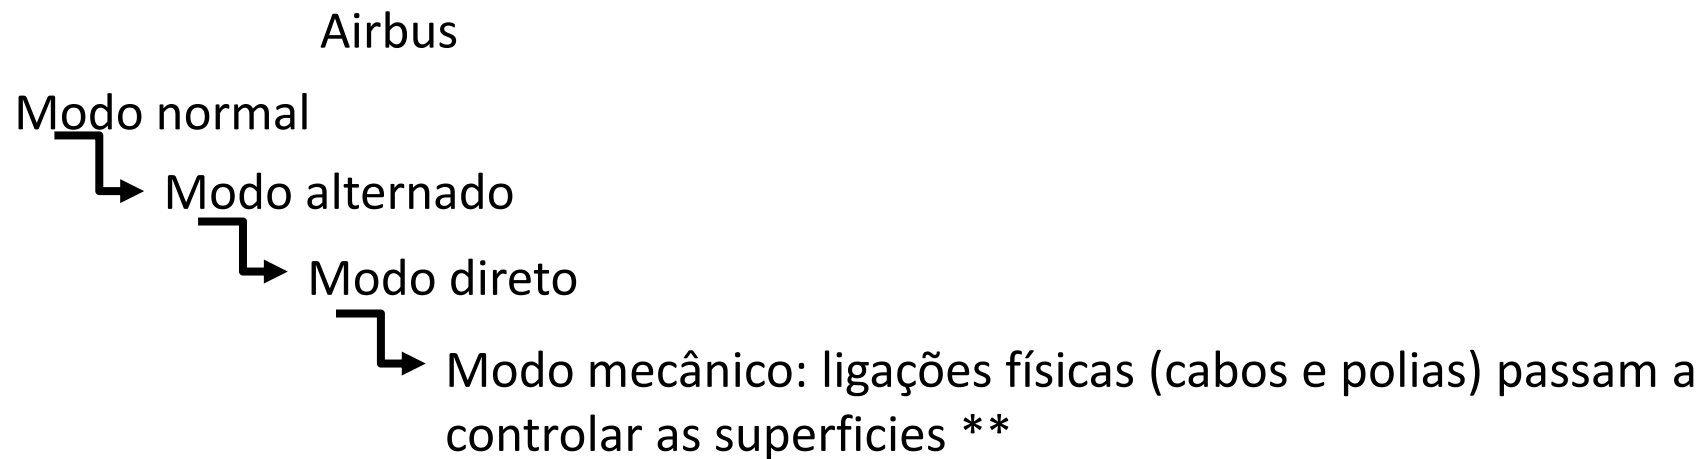 Airbus
Modo normal
Modo alternado
Modo direto
Modo mecânico: ligações físicas (cabos e polias) passam a
controlar as superficies **